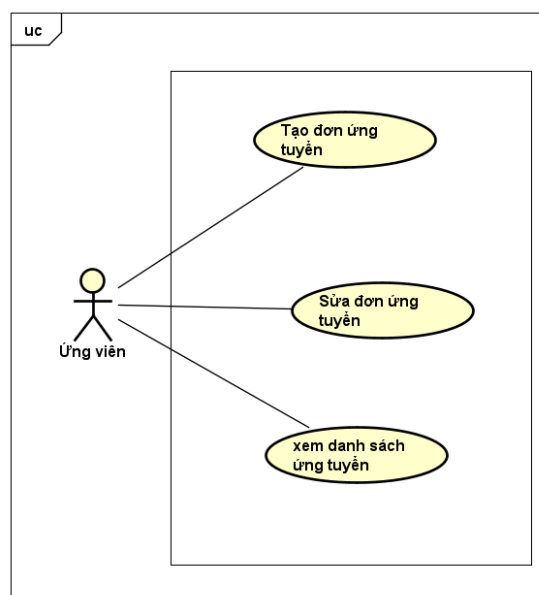 uc
Tạo đơn ứng
tuyển
Sửa đơn ứng
tuyển
Ứng viên
xem danh sách
ứng tuyển